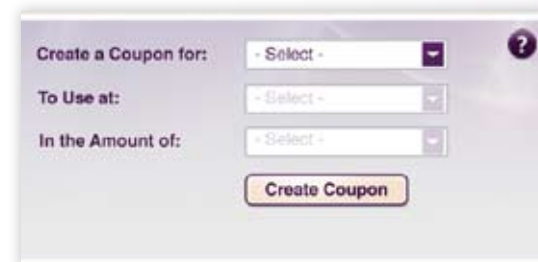 Create a Coupon for: - Select - ?
To Use at: - Select -
In the Amount of: - Select -
Create Coupon